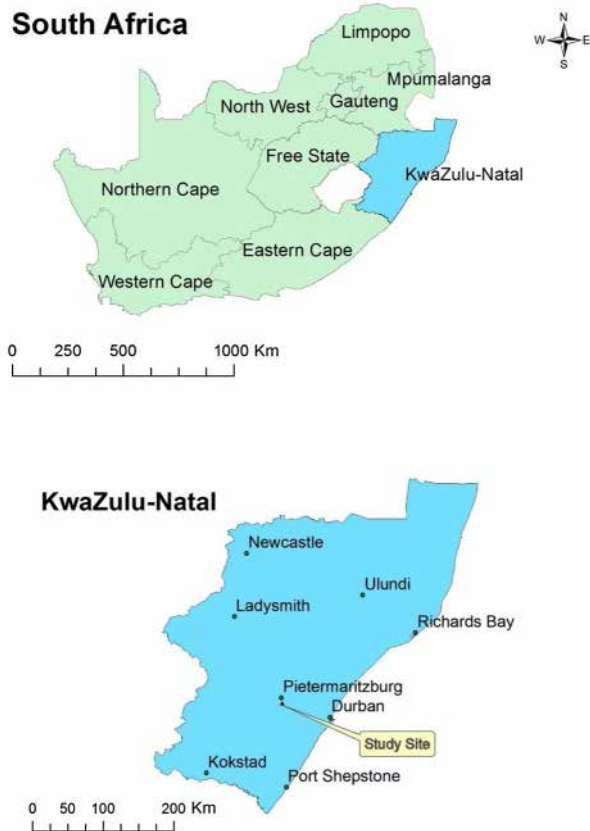 South Africa
N
W E
S
Limpopo
Mpumalanga
North West
Gauteng
Free State
KwaZulu-Natal
Northern Cape
Eastern Cape
Western Cape
0 250 500 1000 Km
KwaZulu-Natal
Newcastle
Ulundi
Ladysmith
Richards Bay
Pietermaritzburg
Durban
Study Site
Kokstad
Port Shepstone
0 50 100 200 Km